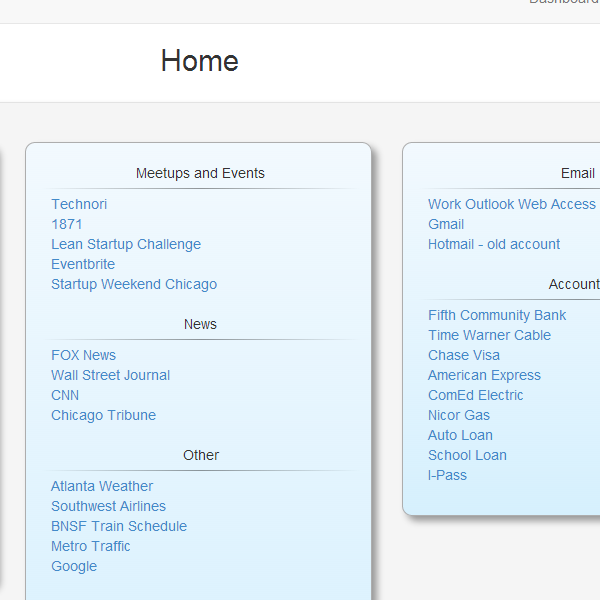 Dashboard
Home
Meetups and Events
Technori
1871
Lean Startup Challenge
Eventbrite
Startup Weekend Chicago
News
FOX News
Wall Street Journal
CNN
Chicago Tribune
Other
Atlanta Weather
Southwest Airlines
BNSF Train Schedule
Metro Traffic
Google
Email
Work Outlook Web Access
Gmail
Hotmail - old account
Account
Fifth Community Bank
Time Warner Cable
Chase Visa
American Express
ComEd Electric
Nicor Gas
Auto Loan
School Loan
I-Pass